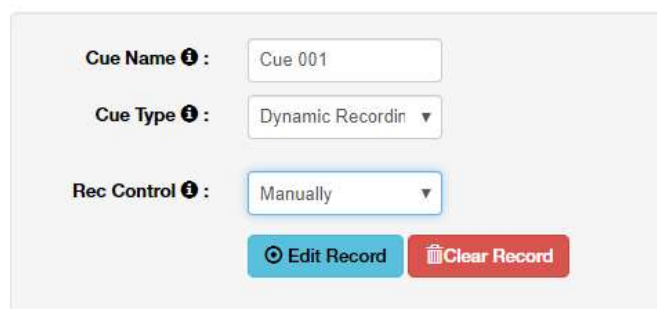 Cue Name : Cue 001
Cue Type : Dynamic Recordin
Rec Control : Manually
Edit Record Clear Record